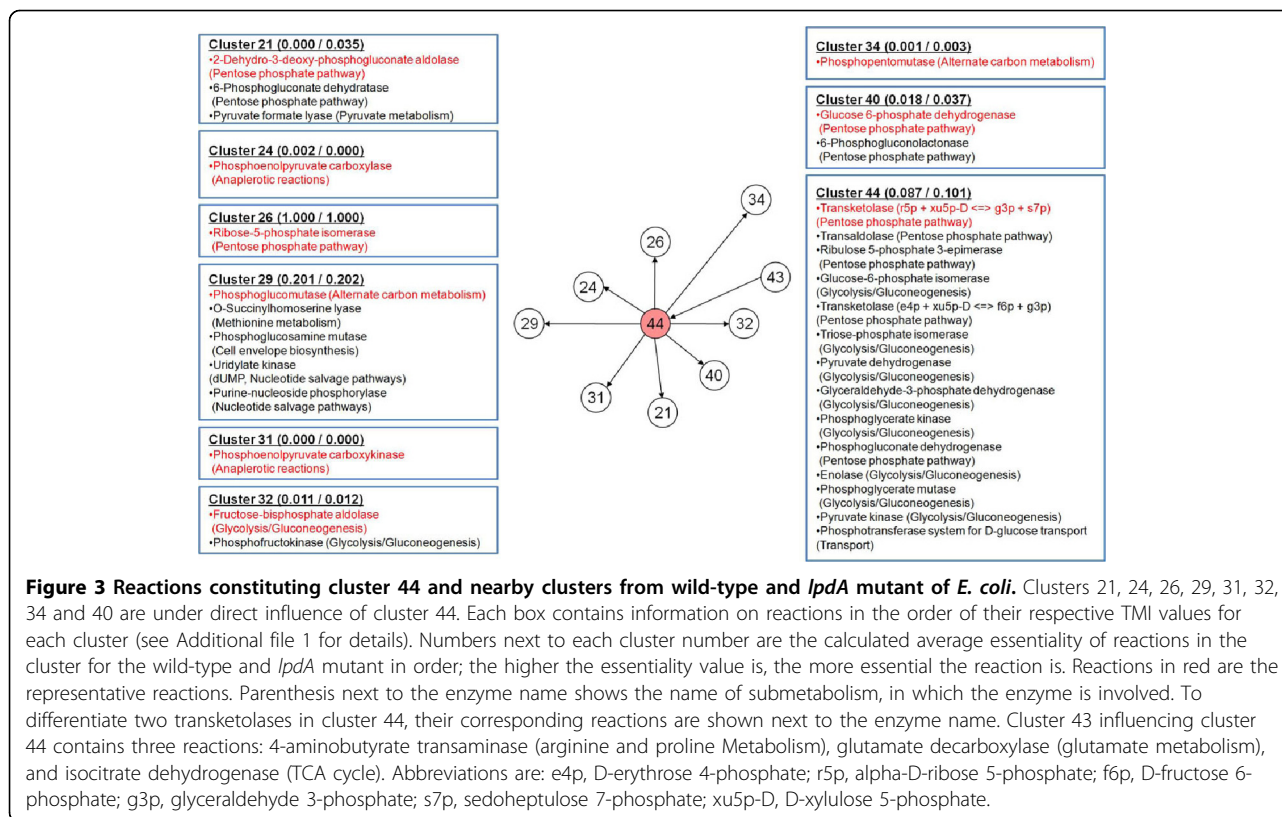 Cluster 21 (0.000 / 0.035)
•2-Dehydro-3-deoxy-phosphogluconate aldolase
(Pentose phosphate pathway)
•6-Phosphogluconate dehydratase
(Pentose phosphate pathway)
•Pyruvate formate lyase (Pyruvate metabolism)
Cluster 24 (0.002 / 0.000)
•Phosphoenolpyruvate carboxylase
(Anaplerotic reactions)
Cluster 26 (1.000 / 1.000)
•Ribose-5-phosphate isomerase
(Pentose phosphate pathway)
Cluster 29 (0.201 / 0.202)
•Phosphoglucomutase (Alternate carbon metabolism)
•O-Succinylhomoserine lyase
(Methionine metabolism)
•Phosphoglucosamine mutase
(Cell envelope biosynthesis)
•Uridylate kinase
(dUMP, Nucleotide salvage pathways)
•Purine-nucleoside phosphorylase
(Nucleotide salvage pathways)
Cluster 31 (0.000 / 0.000)
•Phosphoenolpyruvate carboxykinase
(Anaplerotic reactions)
Cluster 32 (0.011 / 0.012)
•Fructose-bisphosphate aldolase
(Glycolysis/Gluconeogenesis)
•Phosphofructokinase (Glycolysis/Gluconeogenesis)
34
26
43
24
29
44
32
40
31
21
Cluster 34 (0.001 / 0.003)
•Phosphopentomutase (Alternate carbon metabolism)
Cluster 40 (0.018 / 0.037)
•Glucose 6-phosphate dehydrogenase
(Pentose phosphate pathway)
•6-Phosphogluconolactonase
(Pentose phosphate pathway)
Cluster 44 (0.087 / 0.101)
•Transketolase (r5p + xu5p-D <=> g3p + s7p)
(Pentose phosphate pathway)
•Transaldolase (Pentose phosphate pathway)
•Ribulose 5-phosphate 3-epimerase
(Pentose phosphate pathway)
•Glucose-6-phosphate isomerase
(Glycolysis/Gluconeogenesis)
•Transketolase (e4p + xu5p-D <=> f6p + g3p)
(Pentose phosphate pathway)
•Triose-phosphate isomerase
(Glycolysis/Gluconeogenesis)
•Pyruvate dehydrogenase
(Glycolysis/Gluconeogenesis)
•Glyceraldehyde-3-phosphate dehydrogenase
(Glycolysis/Gluconeogenesis)
•Phosphoglycerate kinase
(Glycolysis/Gluconeogenesis)
•Phosphogluconate dehydrogenase
(Pentose phosphate pathway)
•Enolase (Glycolysis/Gluconeogenesis)
•Phosphoglycerate mutase
(Glycolysis/Gluconeogenesis)
•Pyruvate kinase (Glycolysis/Gluconeogenesis)
•Phosphotransferase system for D-glucose transport
(Transport)
Figure 3 Reactions constituting cluster 44 and nearby clusters from wild-type and lpdA mutant of E. coli. Clusters 21, 24, 26, 29, 31, 32,
34 and 40 are under direct influence of cluster 44. Each box contains information on reactions in the order of their respective TMI values for
each cluster (see Additional file 1 for details). Numbers next to each cluster number are the calculated average essentiality of reactions in the
cluster for the wild-type and lpdA mutant in order; the higher the essentiality value is, the more essential the reaction is. Reactions in red are the
representative reactions. Parenthesis next to the enzyme name shows the name of submetabolism, in which the enzyme is involved. To
differentiate two transketolases in cluster 44, their corresponding reactions are shown next to the enzyme name. Cluster 43 influencing cluster
44 contains three reactions: 4-aminobutyrate transaminase (arginine and proline Metabolism), glutamate decarboxylase (glutamate metabolism),
and isocitrate dehydrogenase (TCA cycle). Abbreviations are: e4p, D-erythrose 4-phosphate; r5p, alpha-D-ribose 5-phosphate; f6p, D-fructose 6-
phosphate; g3p, glyceraldehyde 3-phosphate; s7p, sedoheptulose 7-phosphate; xu5p-D, D-xylulose 5-phosphate.